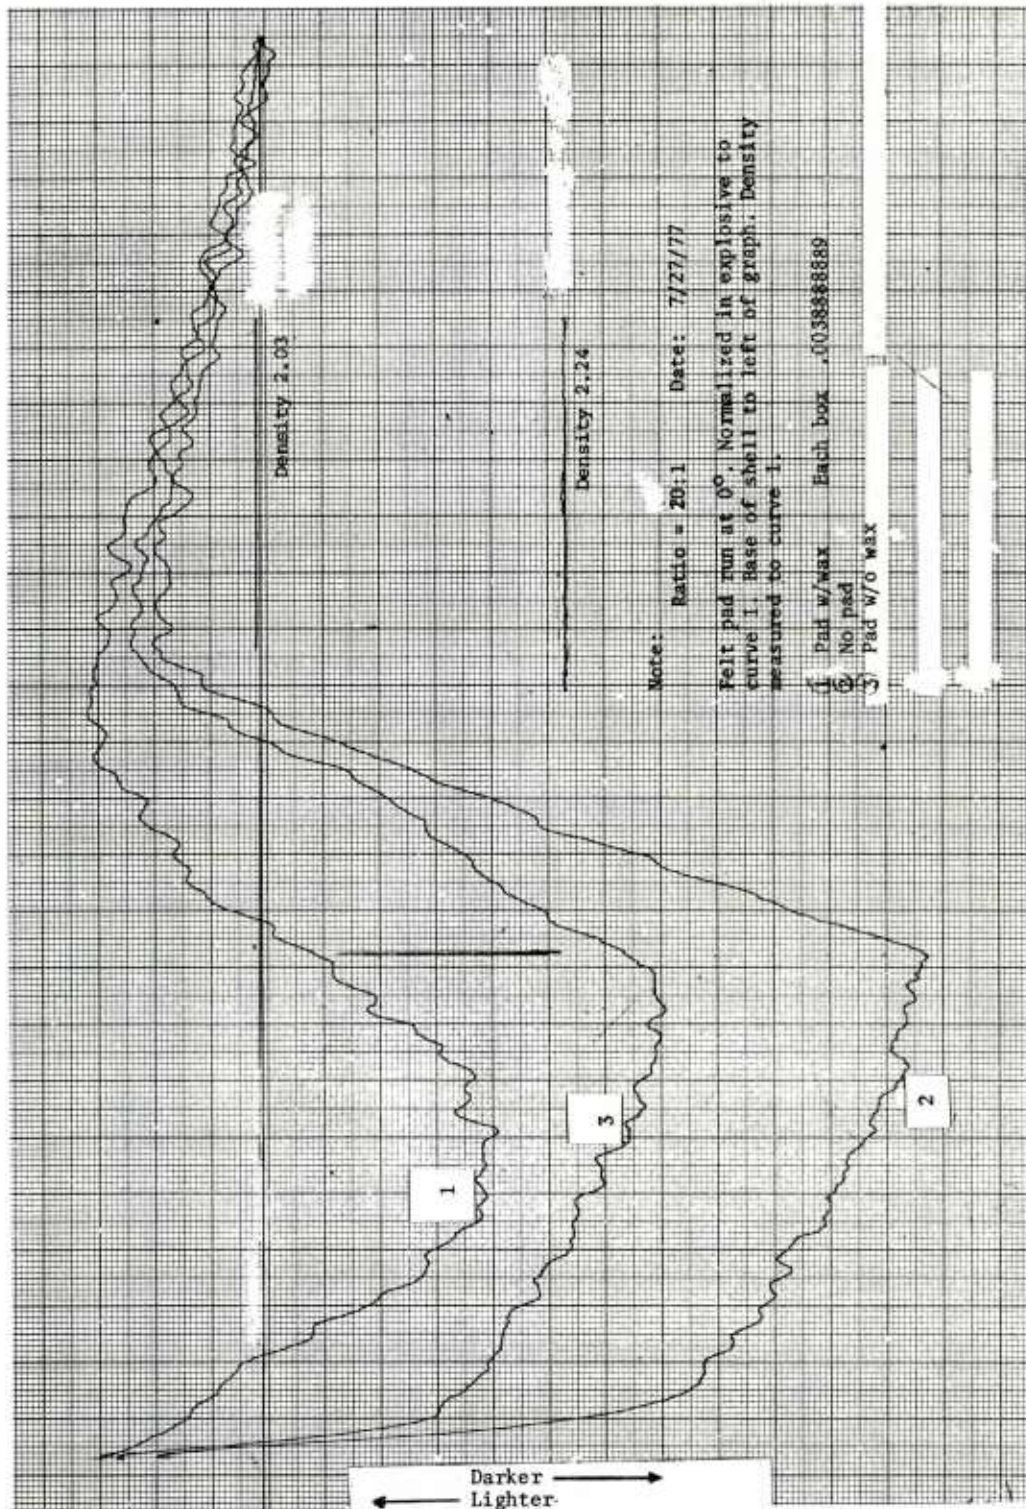 Density 2.03
Density 2.24
Note:
Ratio = 20:1 Date: 7/27/77
Felt pad run at 0°. Normalized in explosive to
curve 1. Base of shell to left of graph. Density
measured to curve 1.
1) Pad w/wax Each box .0038888889
2) No pad
3) Pad w/o wax
1
3
2
Darker
Lighter